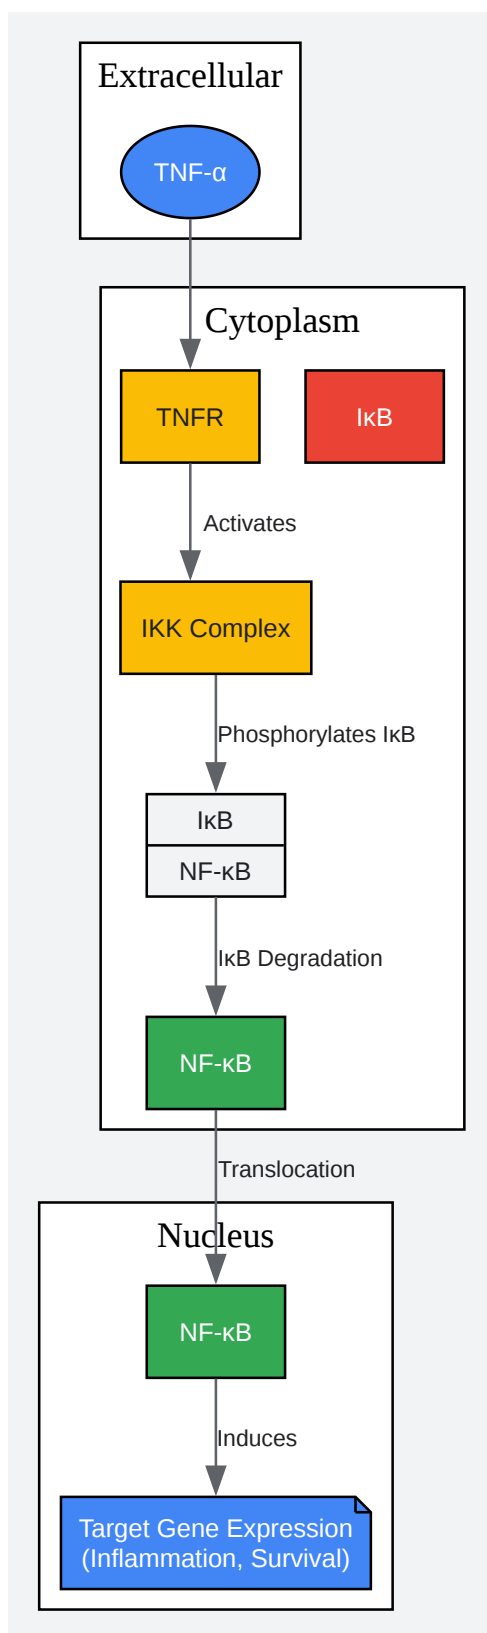 Extracellular
TNF-α
Cytoplasm
TNFR
IκB
Activates
IKK Complex
Phosphorylates IκB
IκB
NF-κB
IκB Degradation
NF-κB
Translocation
Nucleus
NF-κB
Induces
Target Gene Expression
(Inflammation, Survival)